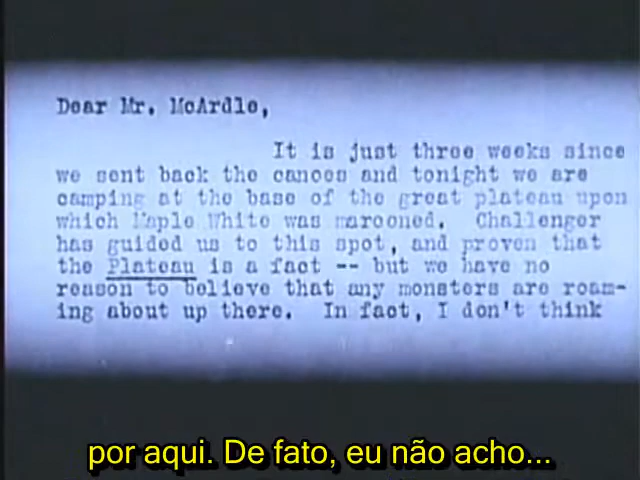 Dear Mr. McArdle,
It is just three weeks since
we sent back the canoes and tonight we are
camping at the base of the great plateau upon
which Maple White was marooned. Challenger
has guided us to this spot, and proven that
the Plateau is a fact -- but we have no
reason to believe that any monsters are roam-
ing about up there. In fact, I don't think
por aqui. De fato, eu não acho...